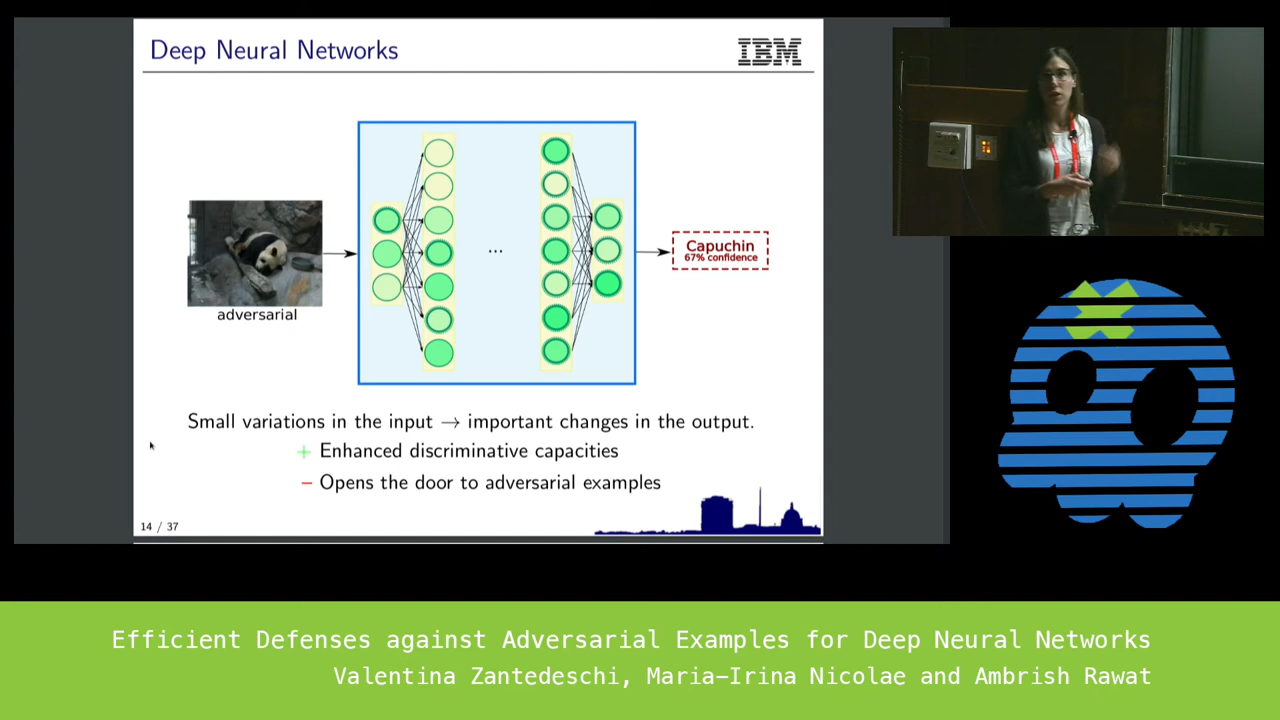 Deep Neural Networks
IBM
adversarial
...
Capuchin
67% confidence
Small variations in the input → important changes in the output.
+ Enhanced discriminative capacities
− Opens the door to adversarial examples
14 / 37
Efficient Defenses against Adversarial Examples for Deep Neural Networks
Valentina Zantedeschi, Maria-Irina Nicolae and Ambrish Rawat